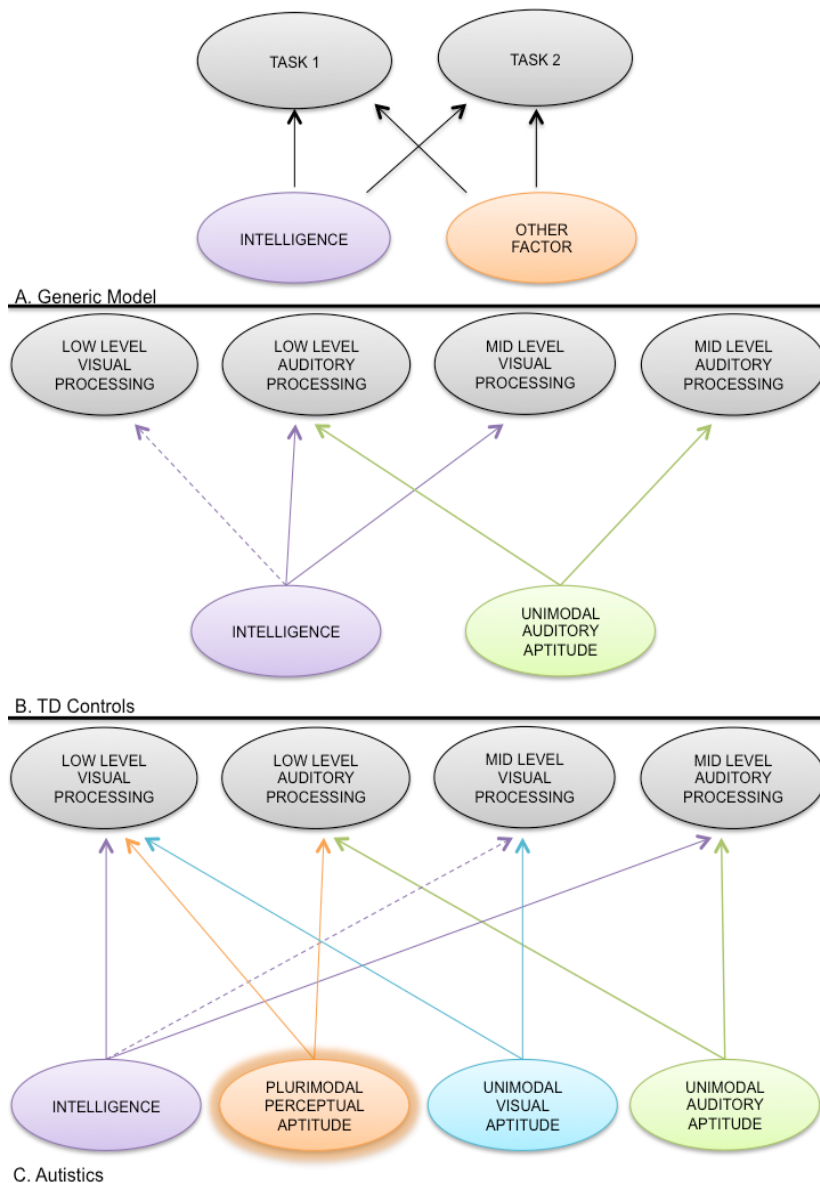 TASK 1
TASK 2
INTELLIGENCE
OTHER
FACTOR
A. Generic Model
LOW LEVEL
VISUAL
PROCESSING
LOW LEVEL
AUDITORY
PROCESSING
MID LEVEL
VISUAL
PROCESSING
MID LEVEL
AUDITORY
PROCESSING
INTELLIGENCE
UNIMODAL
AUDITORY
APTITUDE
B. TD Controls
LOW LEVEL
VISUAL
PROCESSING
LOW LEVEL
AUDITORY
PROCESSING
MID LEVEL
VISUAL
PROCESSING
MID LEVEL
AUDITORY
PROCESSING
INTELLIGENCE
PLURIMODAL
PERCEPTUAL
APTITUDE
UNIMODAL
VISUAL
APTITUDE
UNIMODAL
AUDITORY
APTITUDE
C. Autistics